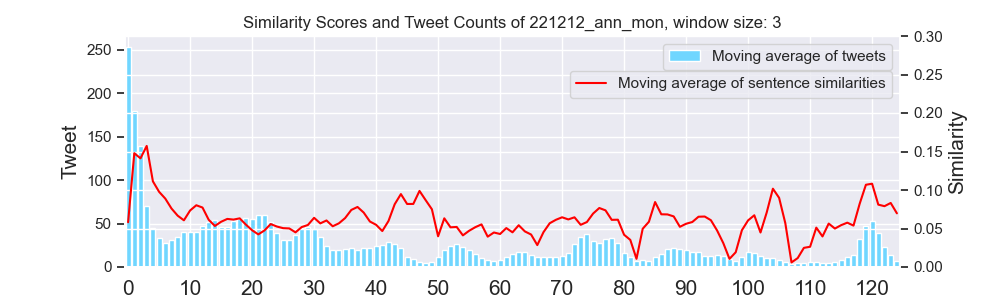 Similarity Scores and Tweet Counts of 221212_ann_mon, window size: 3
Moving average of tweets
Moving average of sentence similarities
Tweet
250
200
150
100
50
0
0.30
0.25
0.20
0.15
0.10
0.05
0.00
Similarity
0 10 20 30 40 50 60 70 80 90 100 110 120